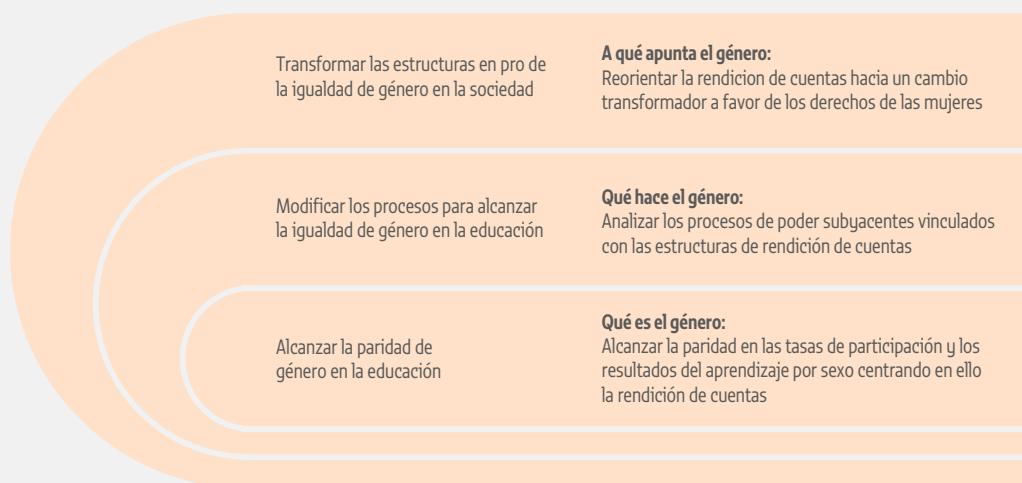 Transformar las estructuras en pro de
la igualdad de género en la sociedad
A qué apunta el género:
Reorientar la rendicion de cuentas hacia un cambio
transformador a favor de los derechos de las mujeres
Modificar los procesos para alcanzar
la igualdad de género en la educación
Qué hace el género:
Analizar los procesos de poder subyacentes vinculados
con las estructuras de rendición de cuentas
Alcanzar la paridad de
género en la educación
Qué es el género:
Alcanzar la paridad en las tasas de participación y los
resultados del aprendizaje por sexo centrando en ello
la rendición de cuentas